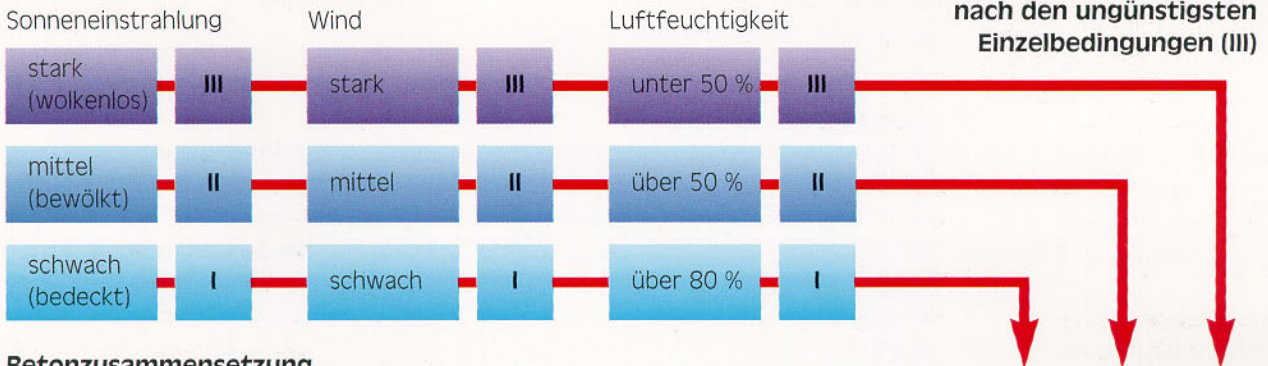 nach den ungünstigsten
Einzelbedingungen (III)
Sonneneinstrahlung Wind Luftfeuchtigkeit
stark
(wolkenlos) III stark III unter 50 % III
mittel
(bewölkt) II mittel II über 50 % II
schwach
(bedeckt) I schwach I über 80 % I
Betonzusammensetzung